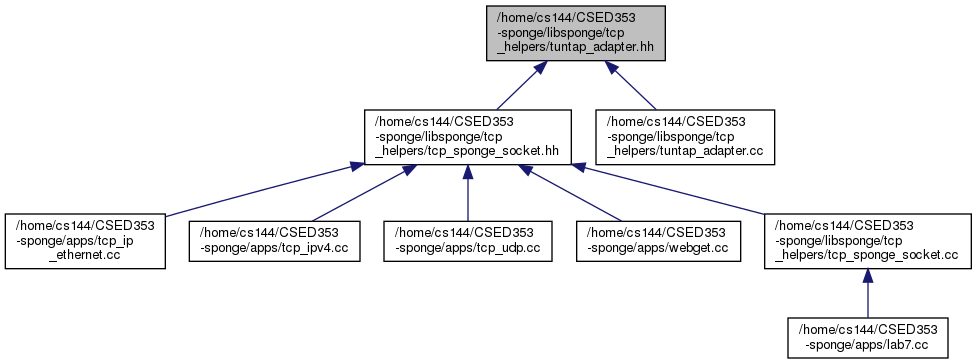 /home/cs144/CSED353
-sponge/libsponge/tcp
_helpers/tuntap_adapter.hh
/home/cs144/CSED353
-sponge/libsponge/tcp
_helpers/tcp_sponge_socket.hh
/home/cs144/CSED353
-sponge/libsponge/tcp
_helpers/tuntap_adapter.cc
/home/cs144/CSED353
-sponge/apps/tcp_ip
_ethernet.cc
/home/cs144/CSED353
-sponge/apps/tcp_ipv4.cc
/home/cs144/CSED353
-sponge/apps/tcp_udp.cc
/home/cs144/CSED353
-sponge/apps/webget.cc
/home/cs144/CSED353
-sponge/libsponge/tcp
_helpers/tcp_sponge_socket.cc
/home/cs144/CSED353
-sponge/apps/lab7.cc